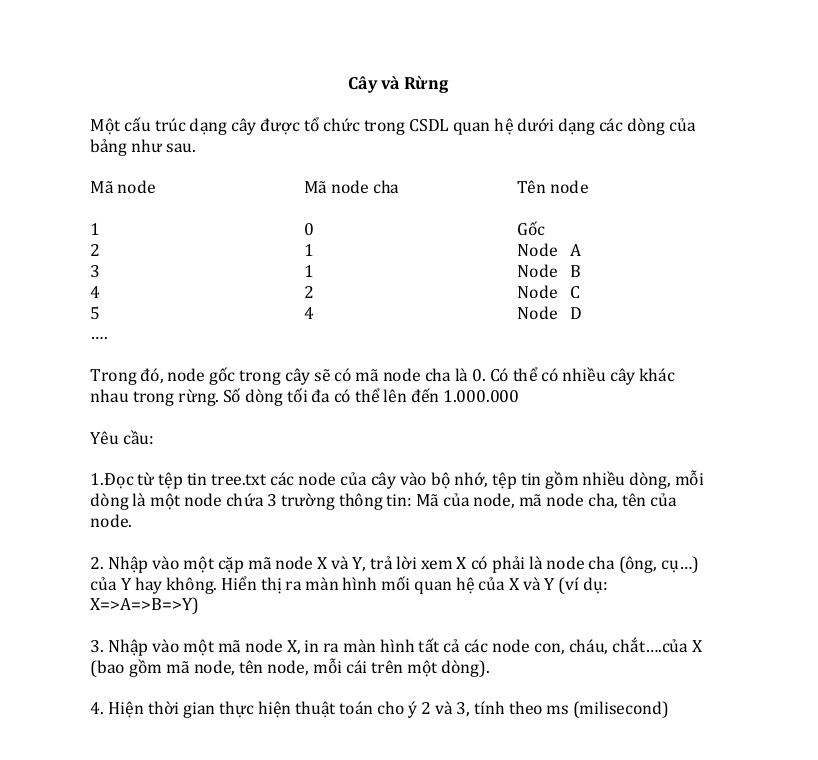 Cây và Rừng
Một cấu trúc dạng cây được tổ chức trong CSDL quan hệ dưới dạng các dòng của
bảng như sau.
Mã node Mã node cha Tên node
1 0 Gốc
2 1 Node A
3 1 Node B
4 2 Node C
5 4 Node D
....
Trong đó, node gốc trong cây sẽ có mã node cha là 0. Có thể có nhiều cây khác
nhau trong rừng. Số dòng tối đa có thể lên đến 1.000.000
Yêu cầu:
1.Đọc từ tệp tin tree.txt các node của cây vào bộ nhớ, tệp tin gồm nhiều dòng, mỗi
dòng là một node chứa 3 trường thông tin: Mã của node, mã node cha, tên của
node.
2. Nhập vào một cặp mã node X và Y, trả lời xem X có phải là node cha (ông, cụ...)
của Y hay không. Hiển thị ra màn hình mối quan hệ của X và Y (ví dụ:
X=>A=>B=>Y)
3. Nhập vào một mã node X, in ra màn hình tất cả các node con, cháu, chắt....của X
(bao gồm mã node, tên node, mỗi cái trên một dòng).
4. Hiện thời gian thực hiện thuật toán cho ý 2 và 3, tính theo ms (milisecond)